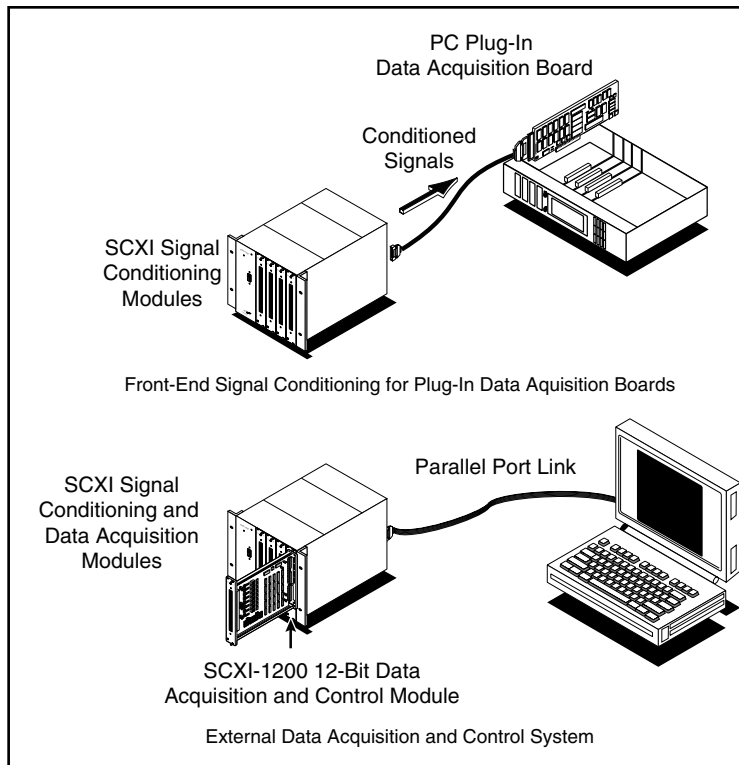 PC Plug-In
Data Acquisition Board
Conditioned
Signals
SCXI Signal
Conditioning
Modules
Front-End Signal Conditioning for Plug-In Data Aquisition Boards
SCXI Signal
Conditioning and
Data Acquisition
Modules
Parallel Port Link
SCXI-1200 12-Bit Data
Acquisition and Control Module
External Data Acquisition and Control System